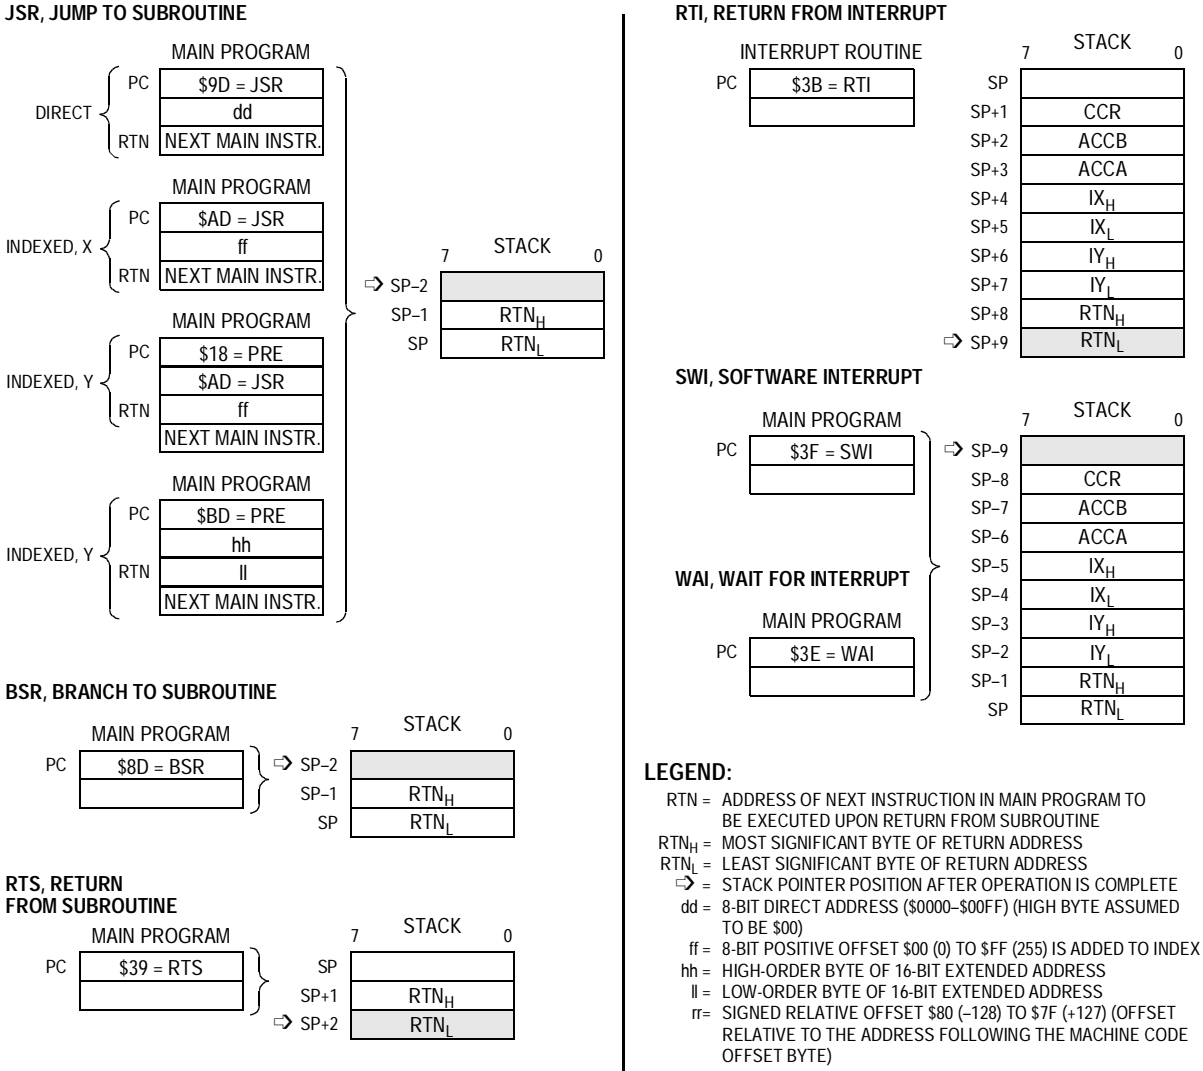 JSR, JUMP TO SUBROUTINE
MAIN PROGRAM
PC $9D = JSR
DIRECT dd
RTN NEXT MAIN INSTR.
MAIN PROGRAM
PC $AD = JSR
INDEXED, X ff
RTN NEXT MAIN INSTR.
MAIN PROGRAM
PC $18 = PRE
INDEXED, Y $AD = JSR
RTN ff
NEXT MAIN INSTR.
MAIN PROGRAM
PC $BD = PRE
INDEXED, Y hh
RTN ll
NEXT MAIN INSTR.
7 STACK 0
➩ SP–2
SP–1 RTNH
SP RTNL
BSR, BRANCH TO SUBROUTINE
MAIN PROGRAM
PC $8D = BSR
7 STACK 0
➩ SP–2
SP–1 RTNH
SP RTNL
RTS, RETURN
FROM SUBROUTINE
MAIN PROGRAM
PC $39 = RTS
7 STACK 0
SP
SP+1 RTNH
➩ SP+2 RTNL
RTI, RETURN FROM INTERRUPT
INTERRUPT ROUTINE
PC $3B = RTI
7 STACK 0
SP
SP+1 CCR
SP+2 ACCB
SP+3 ACCA
SP+4 IXH
SP+5 IXL
SP+6 IYH
SP+7 IYL
SP+8 RTNH
➩ SP+9 RTNL
SWI, SOFTWARE INTERRUPT
MAIN PROGRAM
PC $3F = SWI
WAI, WAIT FOR INTERRUPT
MAIN PROGRAM
PC $3E = WAI
7 STACK 0
➩ SP–9
SP–8 CCR
SP–7 ACCB
SP–6 ACCA
SP–5 IXH
SP–4 IXL
SP–3 IYH
SP–2 IYL
SP–1 RTNH
SP RTNL
LEGEND:
RTN = ADDRESS OF NEXT INSTRUCTION IN MAIN PROGRAM TO
BE EXECUTED UPON RETURN FROM SUBROUTINE
RTNH = MOST SIGNIFICANT BYTE OF RETURN ADDRESS
RTNL = LEAST SIGNIFICANT BYTE OF RETURN ADDRESS
➩ = STACK POINTER POSITION AFTER OPERATION IS COMPLETE
dd = 8-BIT DIRECT ADDRESS ($0000–$00FF) (HIGH BYTE ASSUMED
TO BE $00)
ff = 8-BIT POSITIVE OFFSET $00 (0) TO $FF (255) IS ADDED TO INDEX
hh = HIGH-ORDER BYTE OF 16-BIT EXTENDED ADDRESS
ll = LOW-ORDER BYTE OF 16-BIT EXTENDED ADDRESS
rr= SIGNED RELATIVE OFFSET $80 (–128) TO $7F (+127) (OFFSET
RELATIVE TO THE ADDRESS FOLLOWING THE MACHINE CODE
OFFSET BYTE)